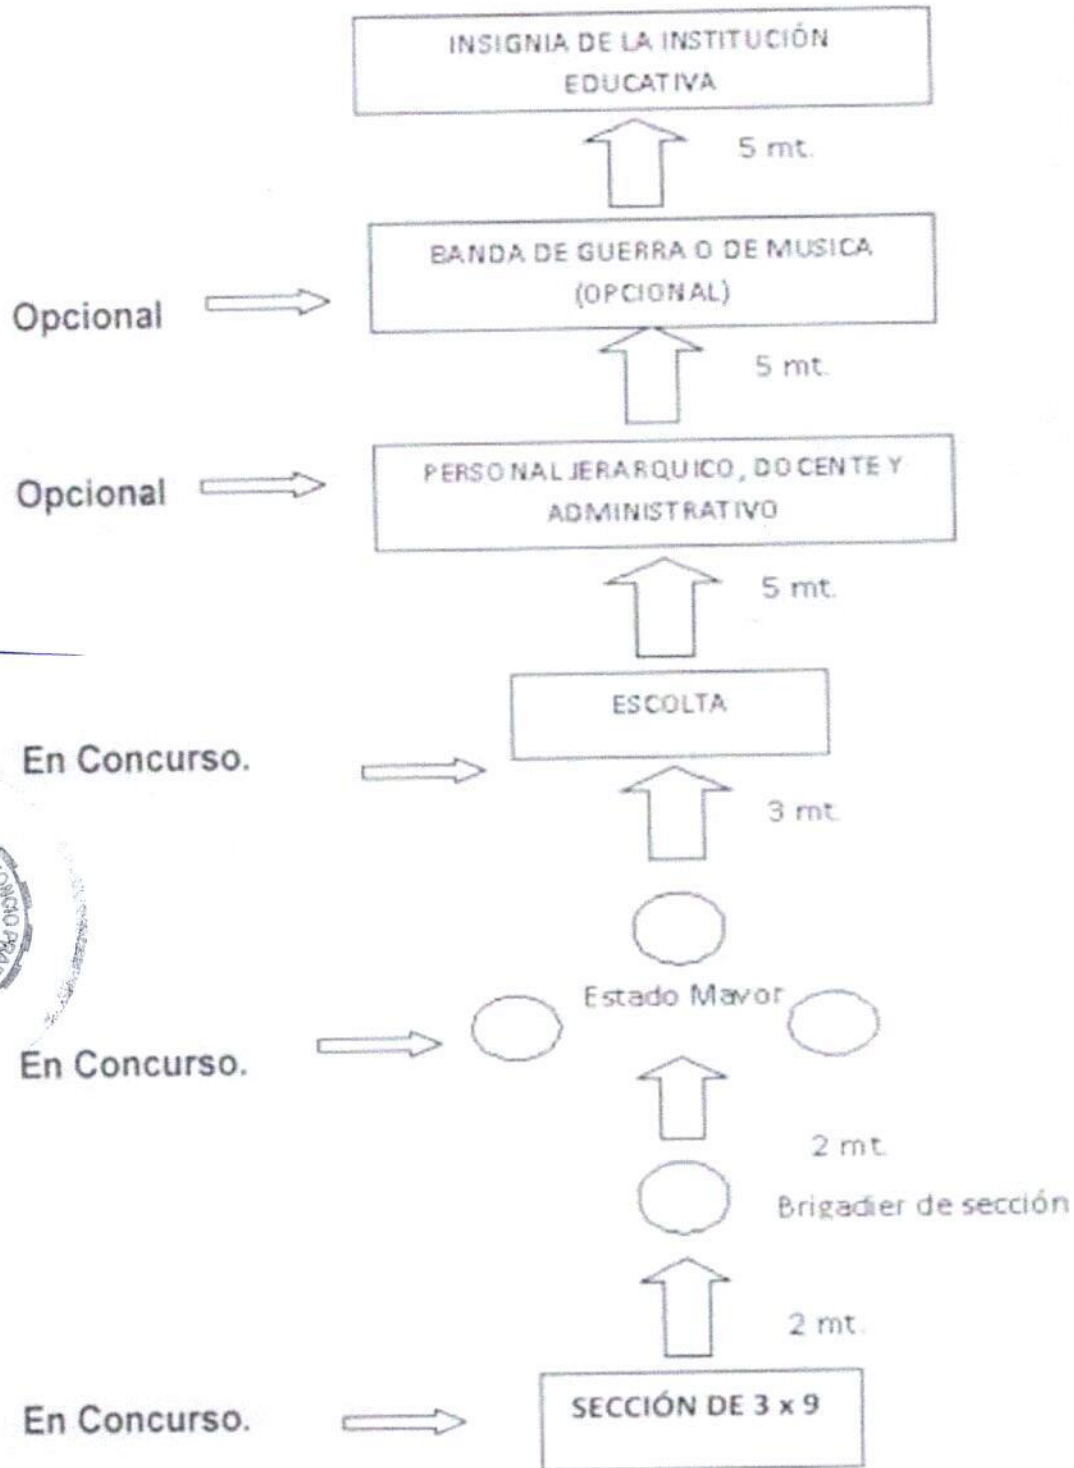 INSIGNIA DE LA INSTITUCIÓN
EDUCATIVA
5 mt.
BANDA DE GUERRA O DE MUSICA
(OPCIONAL)
Opcional
5 mt.
PERSONAL JERARQUICO, DOCENTE Y
ADMINISTRATIVO
Opcional
5 mt.
ESCOLTA
En Concurso.
3 mt.
Estado Mayor
En Concurso.
2 mt.
Brigadier de sección
2 mt.
SECCIÓN DE 3 x 9
En Concurso.